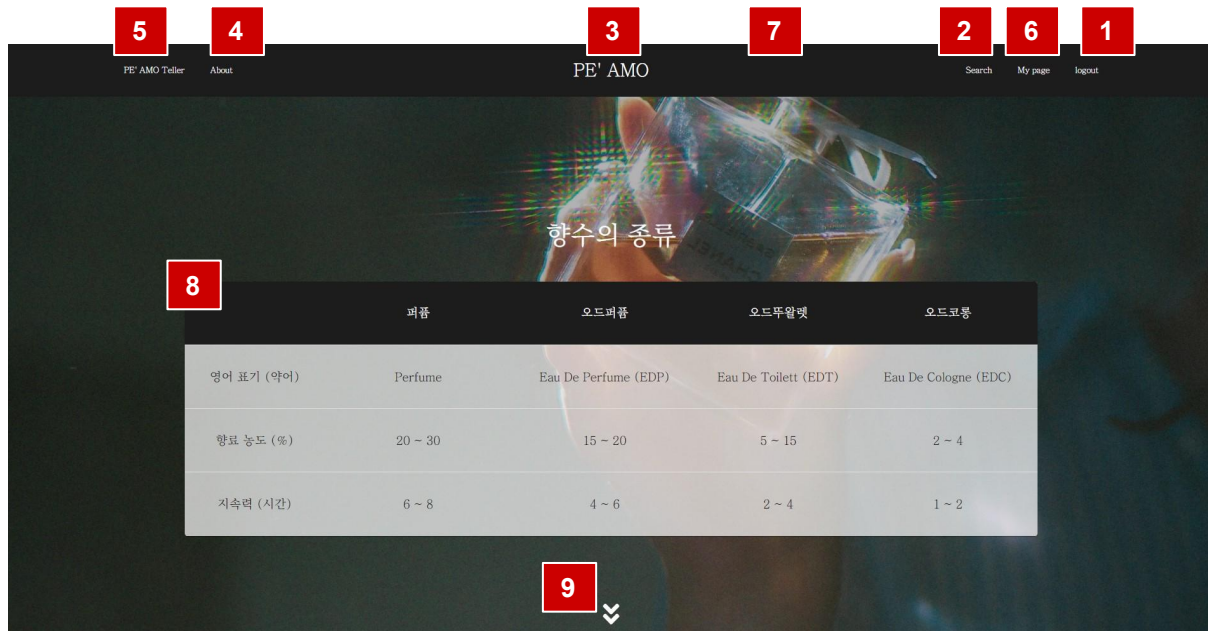 5 4 3 7 2 6 1
PE' AMO Teller About PE' AMO Search My page logout
향수의 종류
CHANEL
8
퍼퓸 오드퍼퓸 오드뚜왈렛 오드코롱
영어 표기 (약어) Perfume Eau De Perfume (EDP) Eau De Toilett (EDT) Eau De Cologne (EDC)
향료 농도 (%) 20 ~ 30 15 ~ 20 5 ~ 15 2 ~ 4
지속력 (시간) 6 ~ 8 4 ~ 6 2 ~ 4 1 ~ 2
9